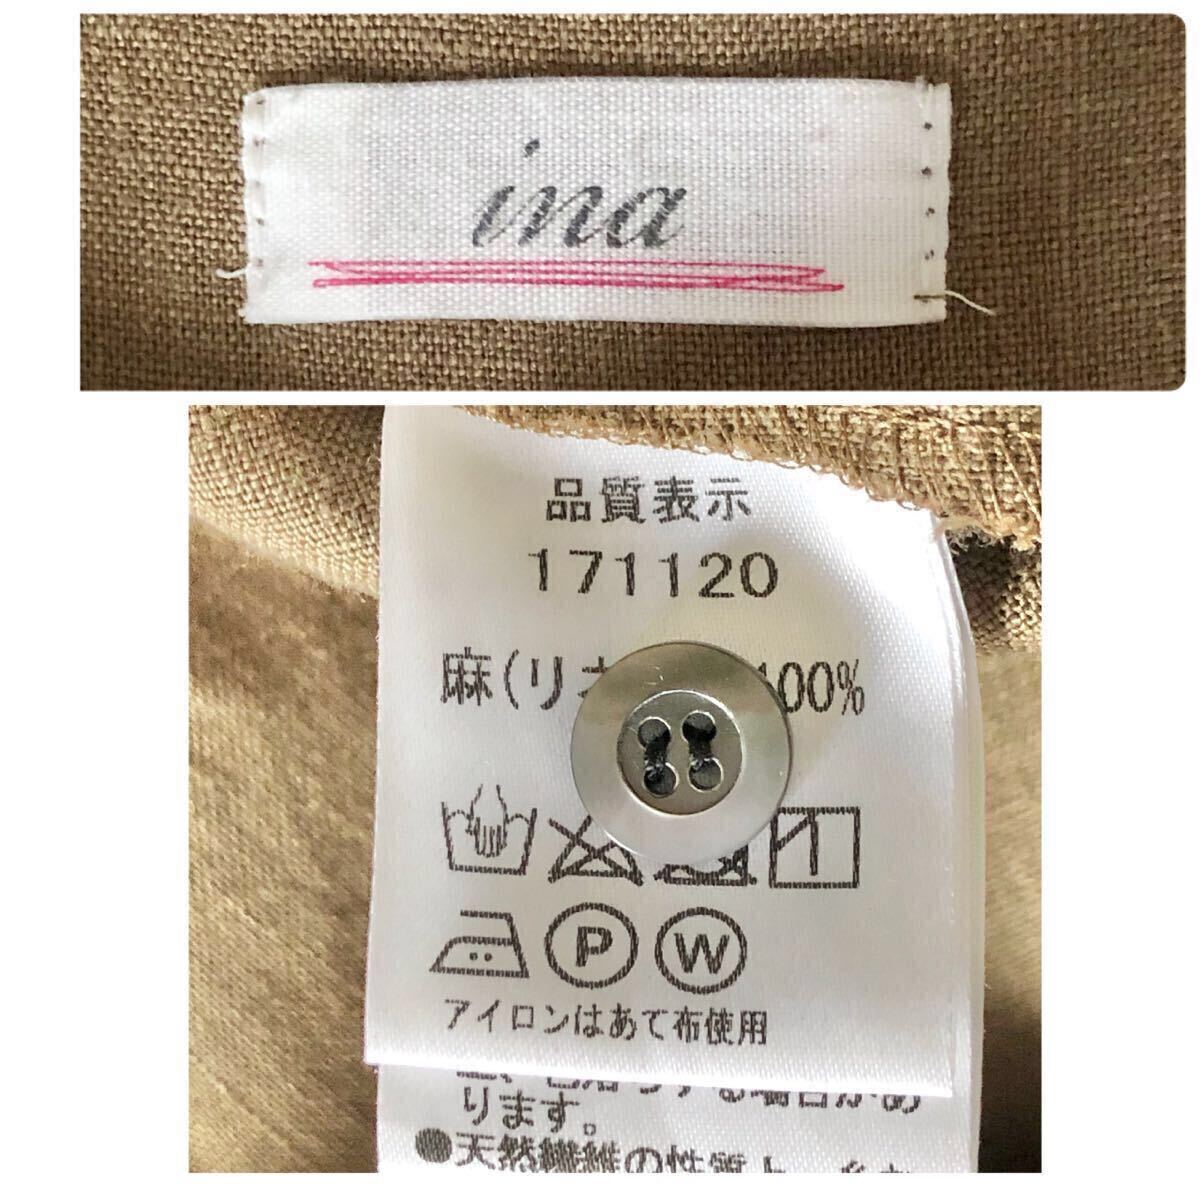 ina
品質表示
171120
麻(リネ 100%
P W
アイロンはあて布使用
ります。
●天然繊維の性質上、